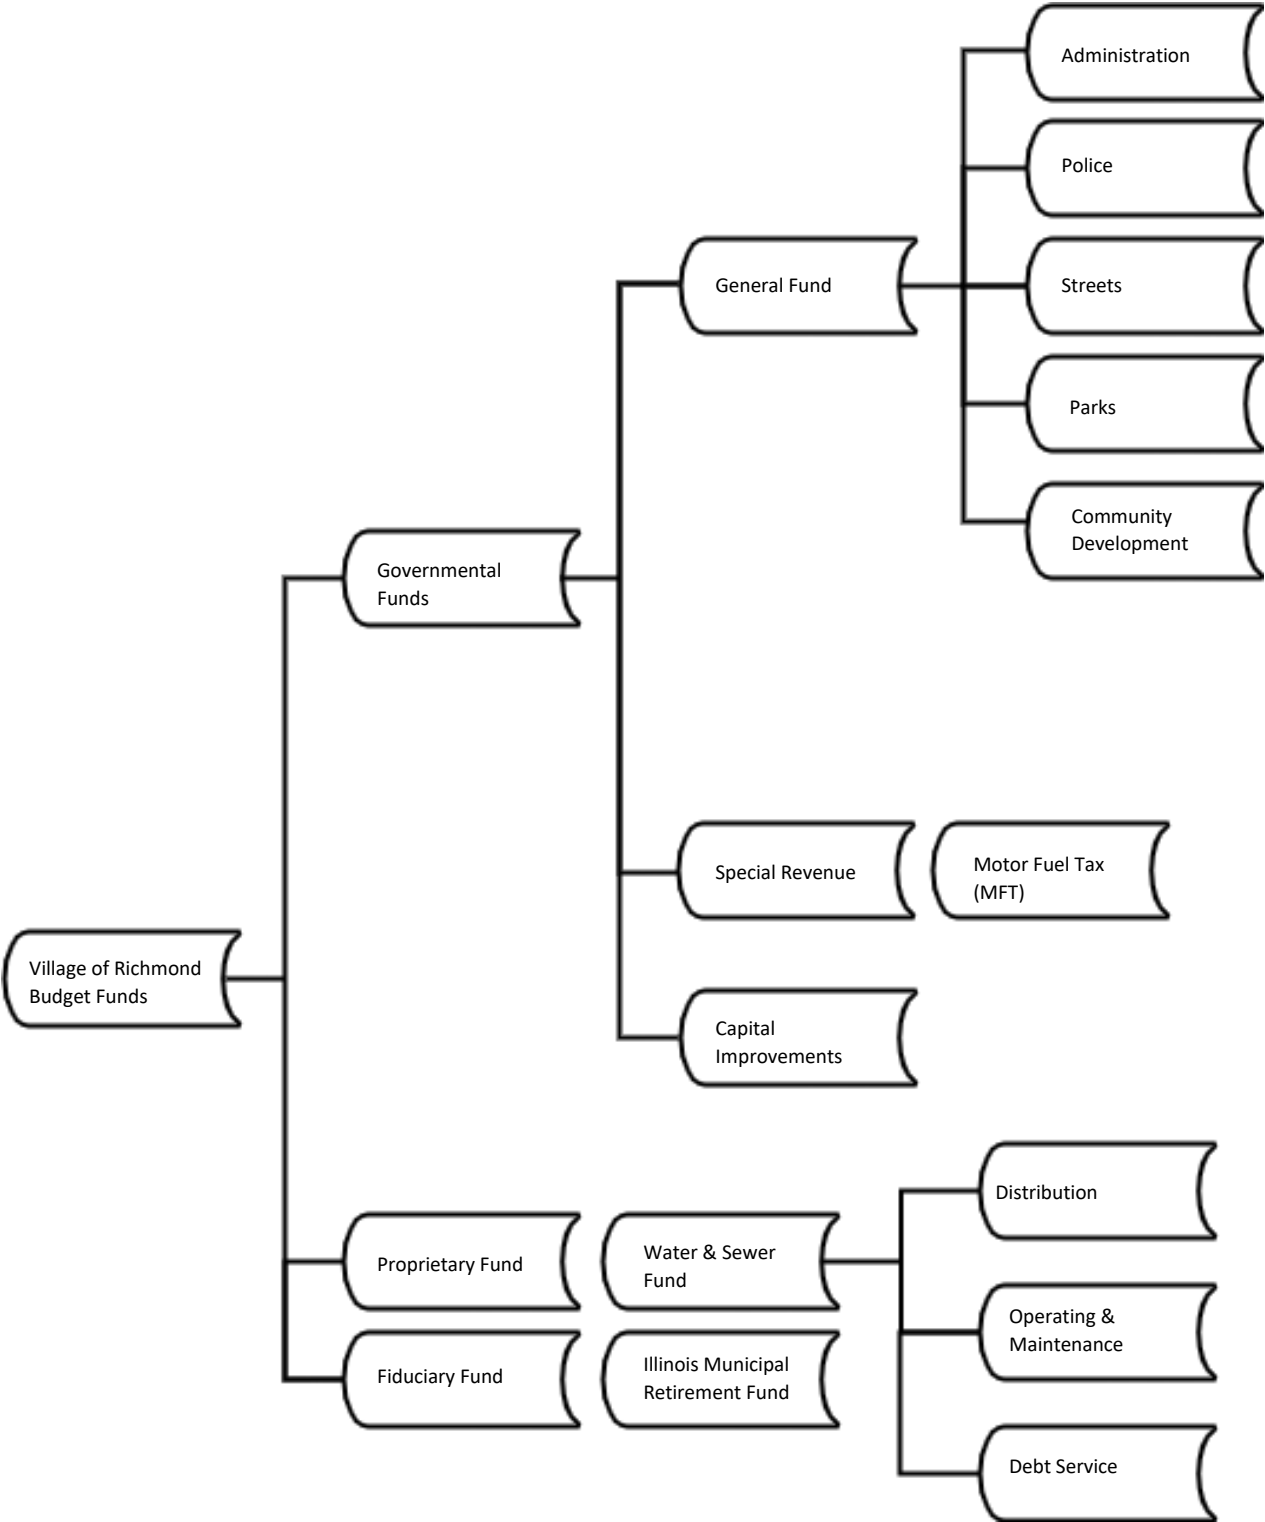 Administration
Police
General Fund
Streets
Parks
Community
Development
Governmental
Funds
Special Revenue
Motor Fuel Tax
(MFT)
Village of Richmond
Budget Funds
Capital
Improvements
Distribution
Proprietary Fund
Water & Sewer
Fund
Operating &
Maintenance
Fiduciary Fund
Illinois Municipal
Retirement Fund
Debt Service